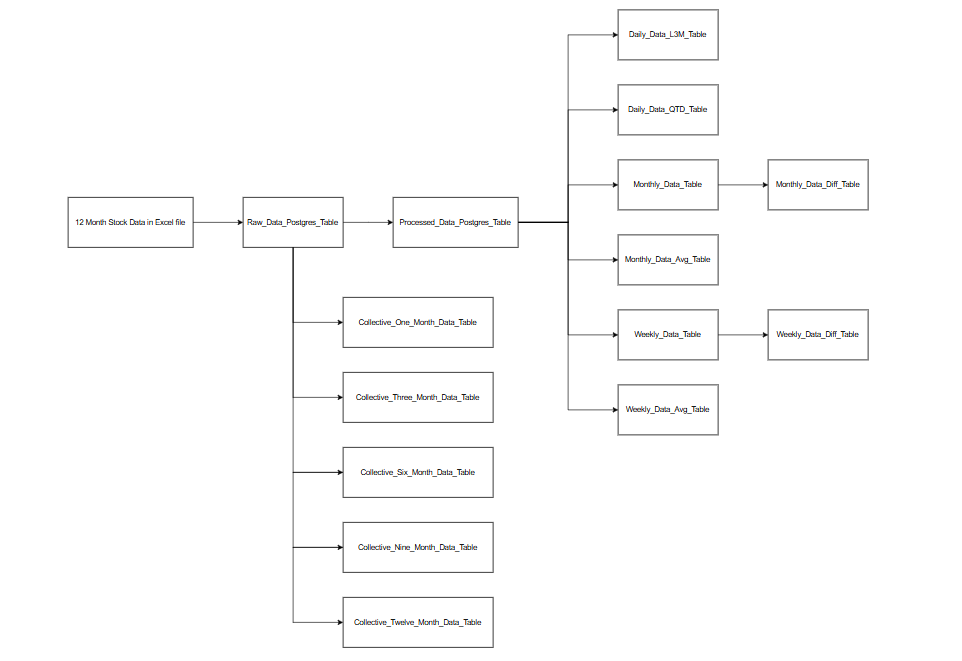 Daily_Data_L3M_Table
Daily_Data_QTD_Table
Monthly_Data_Table
Monthly_Data_Diff_Table
12 Month Stock Data in Excel file
Raw_Data_Postgres_Table
Processed_Data_Postgres_Table
Monthly_Data_Avg_Table
Collective_One_Month_Data_Table
Weekly_Data_Table
Weekly_Data_Diff_Table
Collective_Three_Month_Data_Table
Weekly_Data_Avg_Table
Collective_Six_Month_Data_Table
Collective_Nine_Month_Data_Table
Collective_Twelve_Month_Data_Table